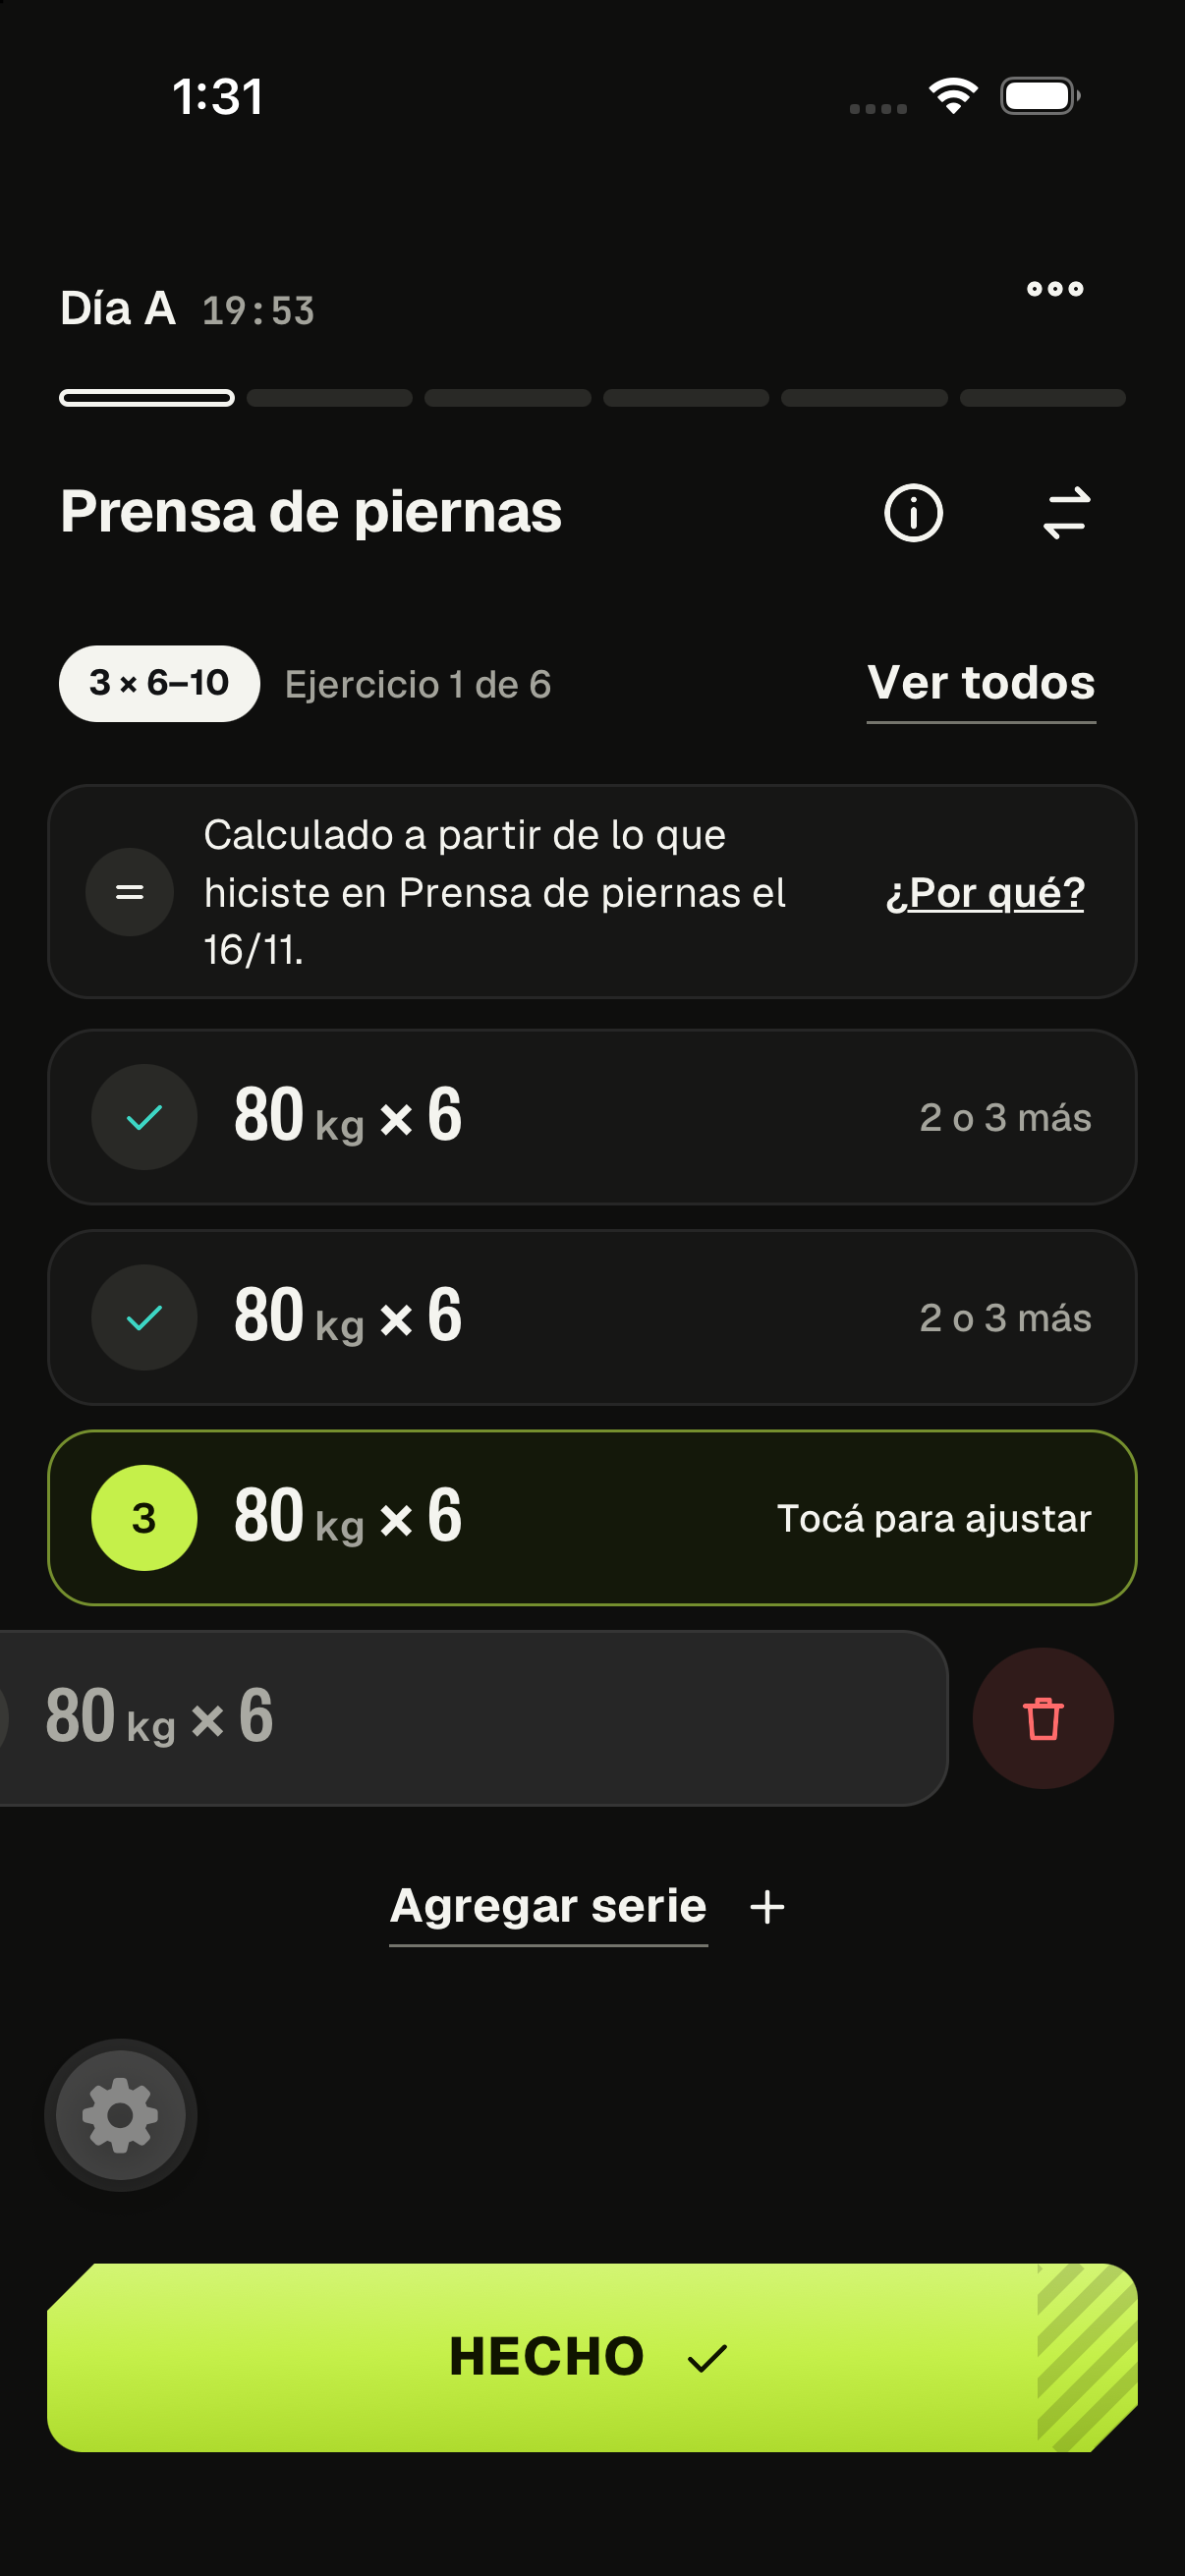 1:31
Día A 19:53
Prensa de piernas
3 × 6–10 Ejercicio 1 de 6 Ver todos
Calculado a partir de lo que
hiciste en Prensa de piernas el
16/11.
¿Por qué?
80 kg × 6 2 o 3 más
80 kg × 6 2 o 3 más
3 80 kg × 6 Tocá para ajustar
80 kg × 6
Agregar serie +
HECHO